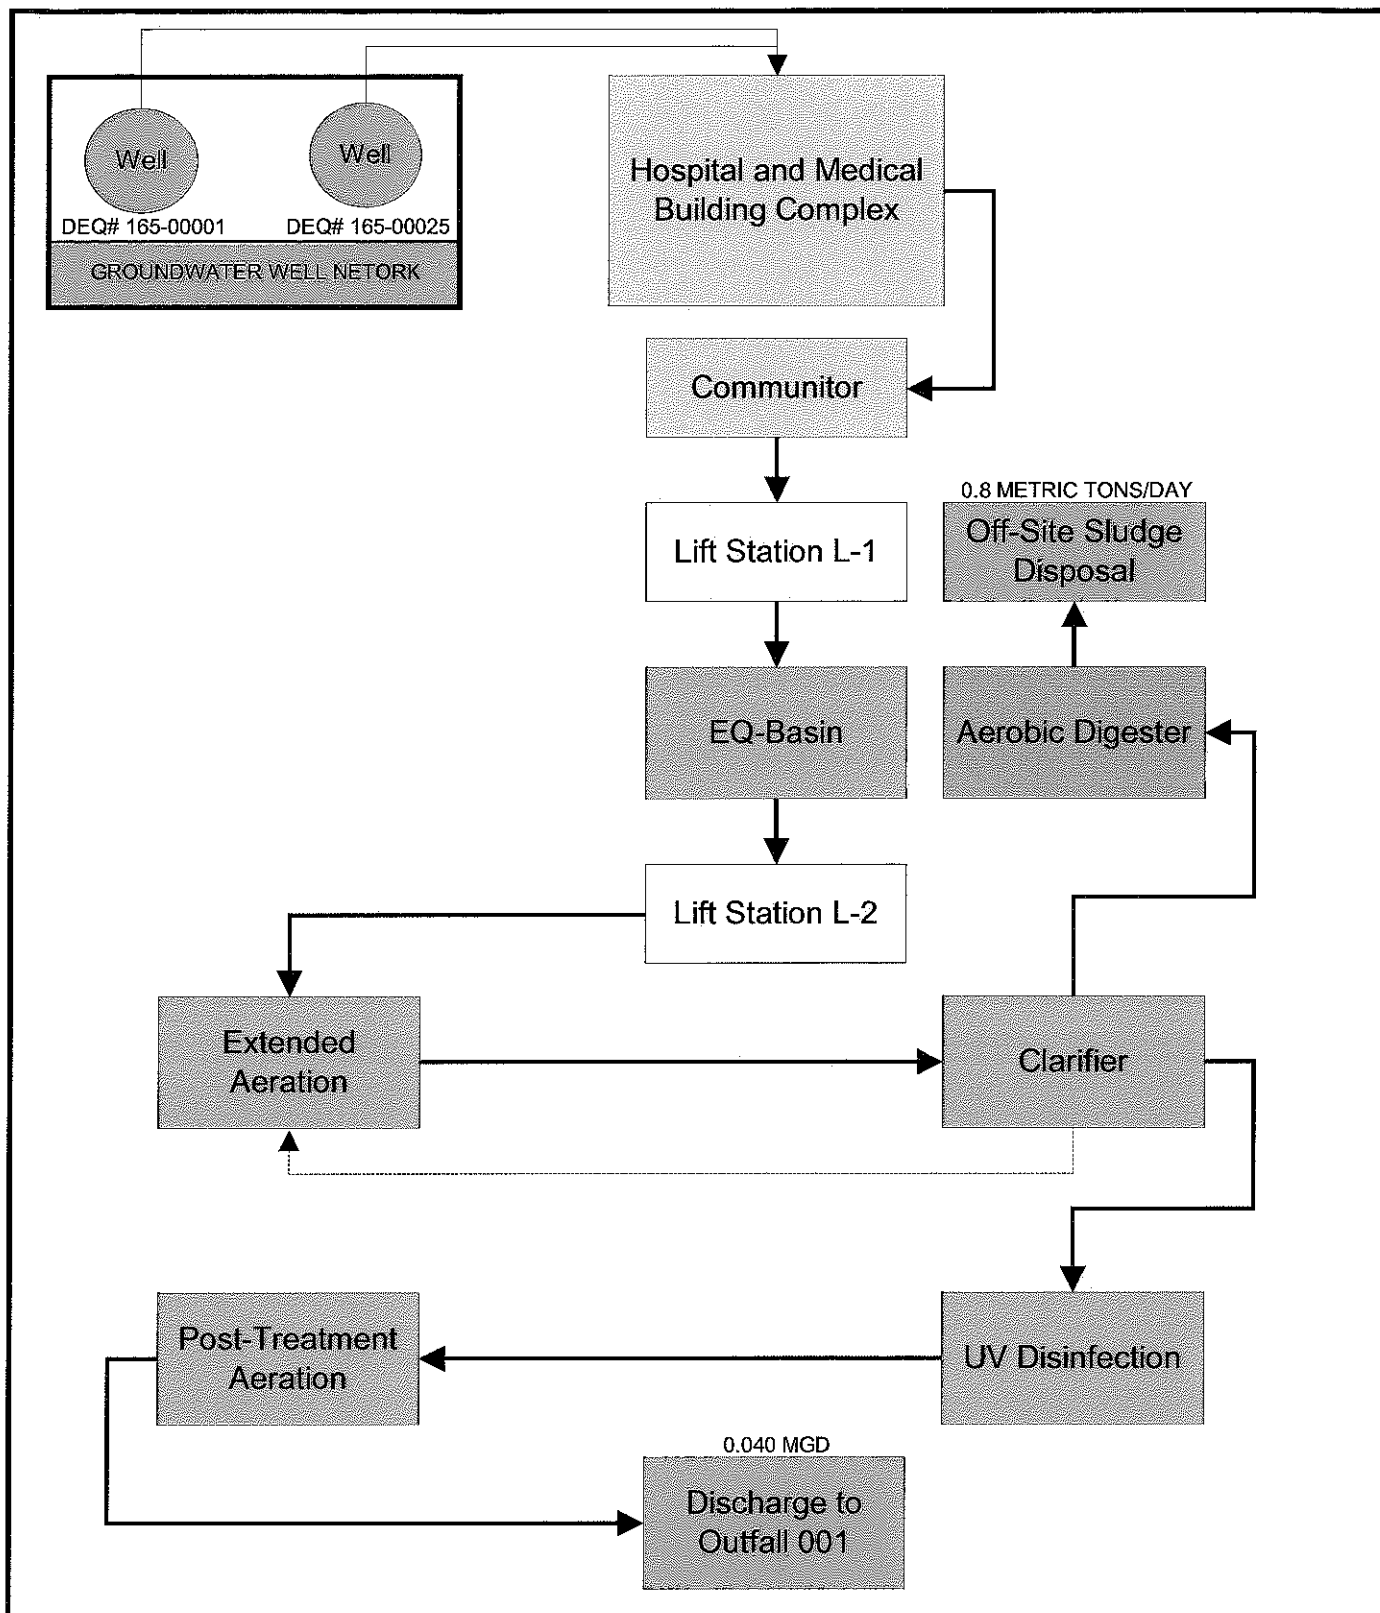 Well
Well
DEQ# 165-00001
DEQ# 165-00025
GROUNDWATER WELL NETORK
Hospital and Medical
Building Complex
Communitor
Lift Station L-1
0.8 METRIC TONS/DAY
Off-Site Sludge
Disposal
EQ-Basin
Aerobic Digester
Lift Station L-2
Extended
Aeration
Clarifier
Post-Treatment
Aeration
UV Disinfection
0.040 MGD
Discharge to
Outfall 001